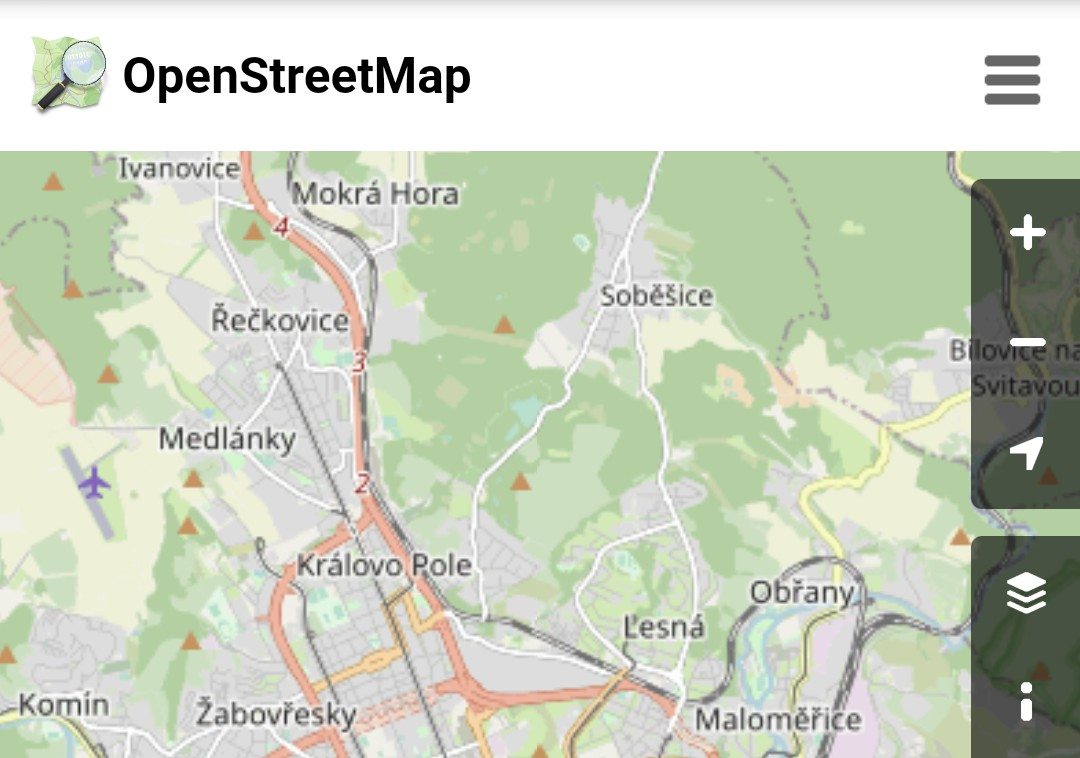 OpenStreetMap
Ivanovice
Mokrá Hora
4
Soběšice
Řečkovice
3
Bílovice na
Svitavou
Medlánky
2
Královo Pole
Obřany
Lesná
Komín
Žabovřesky
Maloměřice